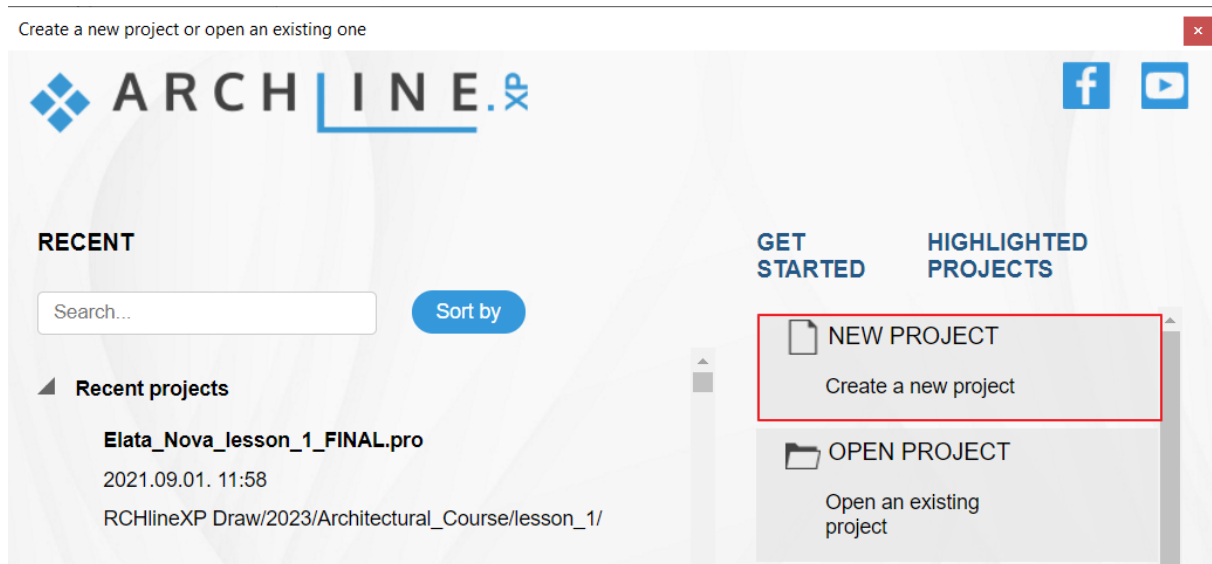 Create a new project or open an existing one
ARCHLINE.XP
RECENT
Search...
Sort by
Recent projects
Elata_Nova_lesson_1_FINAL.pro
2021.09.01. 11:58
RCHlineXP Draw/2023/Architectural_Course/lesson_1/
GET
STARTED
HIGHLIGHTED
PROJECTS
NEW PROJECT
Create a new project
OPEN PROJECT
Open an existing
project